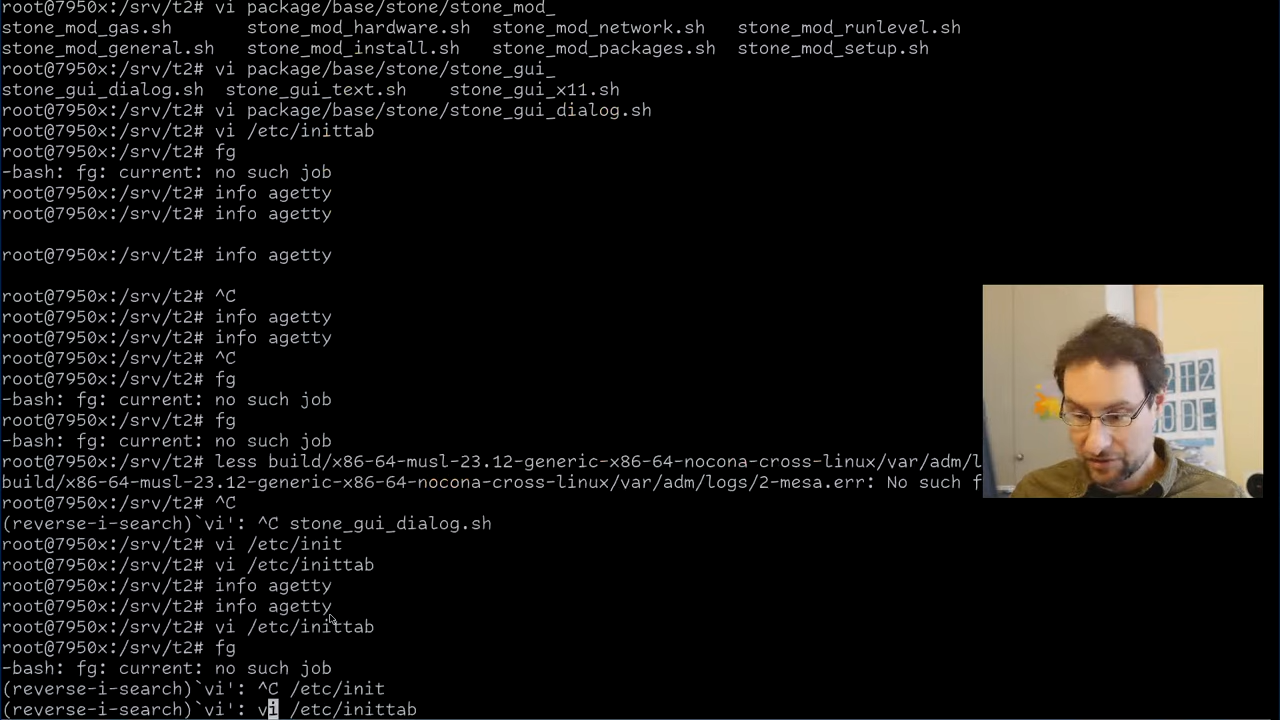 root@7950x:/srv/t2# vi package/base/stone/stone_mod_
stone_mod_gas.sh       stone_mod_hardware.sh  stone_mod_network.sh   stone_mod_runlevel.sh
stone_mod_general.sh   stone_mod_install.sh   stone_mod_packages.sh  stone_mod_setup.sh
root@7950x:/srv/t2# vi package/base/stone/stone_gui_
stone_gui_dialog.sh  stone_gui_text.sh    stone_gui_x11.sh
root@7950x:/srv/t2# vi package/base/stone/stone_gui_dialog.sh
root@7950x:/srv/t2# vi /etc/inittab
root@7950x:/srv/t2# fg
-bash: fg: current: no such job
root@7950x:/srv/t2# info agetty
root@7950x:/srv/t2# info agetty
root@7950x:/srv/t2# info agetty
root@7950x:/srv/t2# ^C
root@7950x:/srv/t2# info agetty
root@7950x:/srv/t2# info agetty
root@7950x:/srv/t2# ^C
root@7950x:/srv/t2# fg
-bash: fg: current: no such job
root@7950x:/srv/t2# fg
-bash: fg: current: no such job
root@7950x:/srv/t2# less build/x86-64-musl-23.12-generic-x86-64-nocona-cross-linux/var/adm/l
build/x86-64-musl-23.12-generic-x86-64-nocona-cross-linux/var/adm/logs/2-mesa.err: No such f
root@7950x:/srv/t2# ^C
(reverse-i-search)`vi': ^C stone_gui_dialog.sh
root@7950x:/srv/t2# vi /etc/init
root@7950x:/srv/t2# vi /etc/inittab
root@7950x:/srv/t2# info agetty
root@7950x:/srv/t2# info agetty
root@7950x:/srv/t2# vi /etc/inittab
root@7950x:/srv/t2# fg
-bash: fg: current: no such job
(reverse-i-search)`vi': ^C /etc/init
(reverse-i-search)`vi': vi /etc/inittab